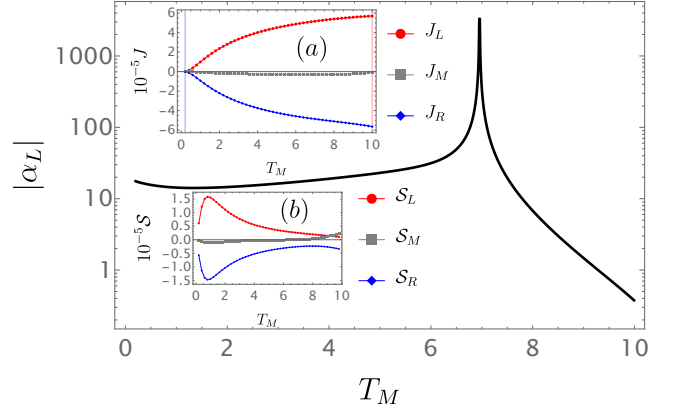 6
4
2
0
−2
−4
−6
10⁻⁵ J
(a)
0 2 4 6 8 10
T_M
J_L
J_M
J_R
1000
100
10
1
|α_L|
1.5
1.0
0.5
0.0
−0.5
−1.0
−1.5
10⁻⁵ 𝒮
(b)
0 2 4 6 8 10
T_M
𝒮_L
𝒮_M
𝒮_R
0 2 4 6 8 10
T_M